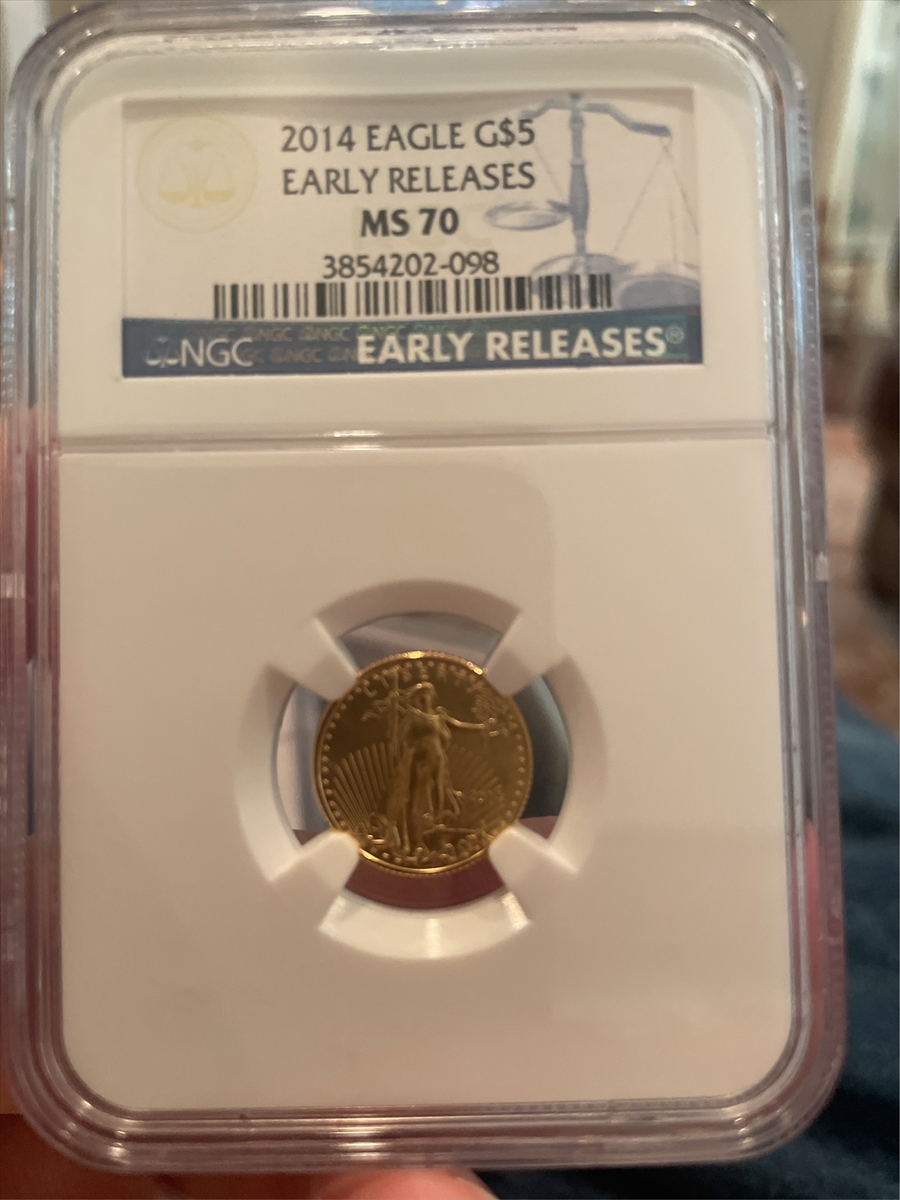 2014 EAGLE G$5
EARLY RELEASES
MS 70
3854202-098
NGC EARLY RELEASES®